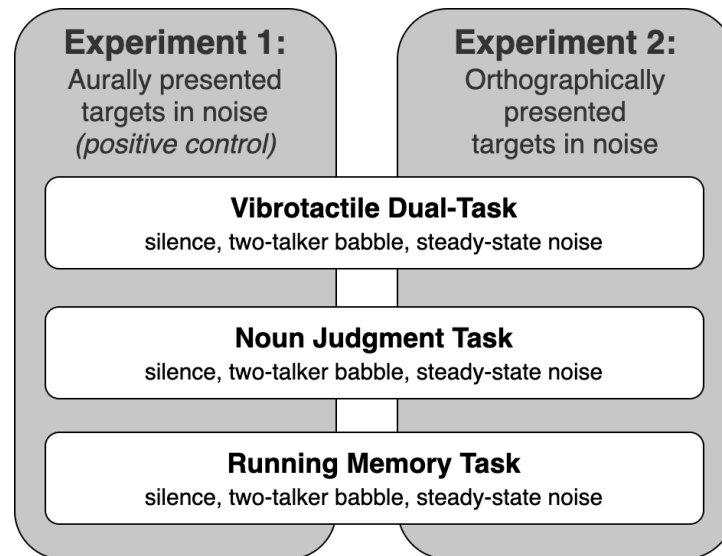 Experiment 1:
Aurally presented
targets in noise
(positive control)
Experiment 2:
Orthographically
presented
targets in noise
Vibrotactile Dual-Task
silence, two-talker babble, steady-state noise
Noun Judgment Task
silence, two-talker babble, steady-state noise
Running Memory Task
silence, two-talker babble, steady-state noise